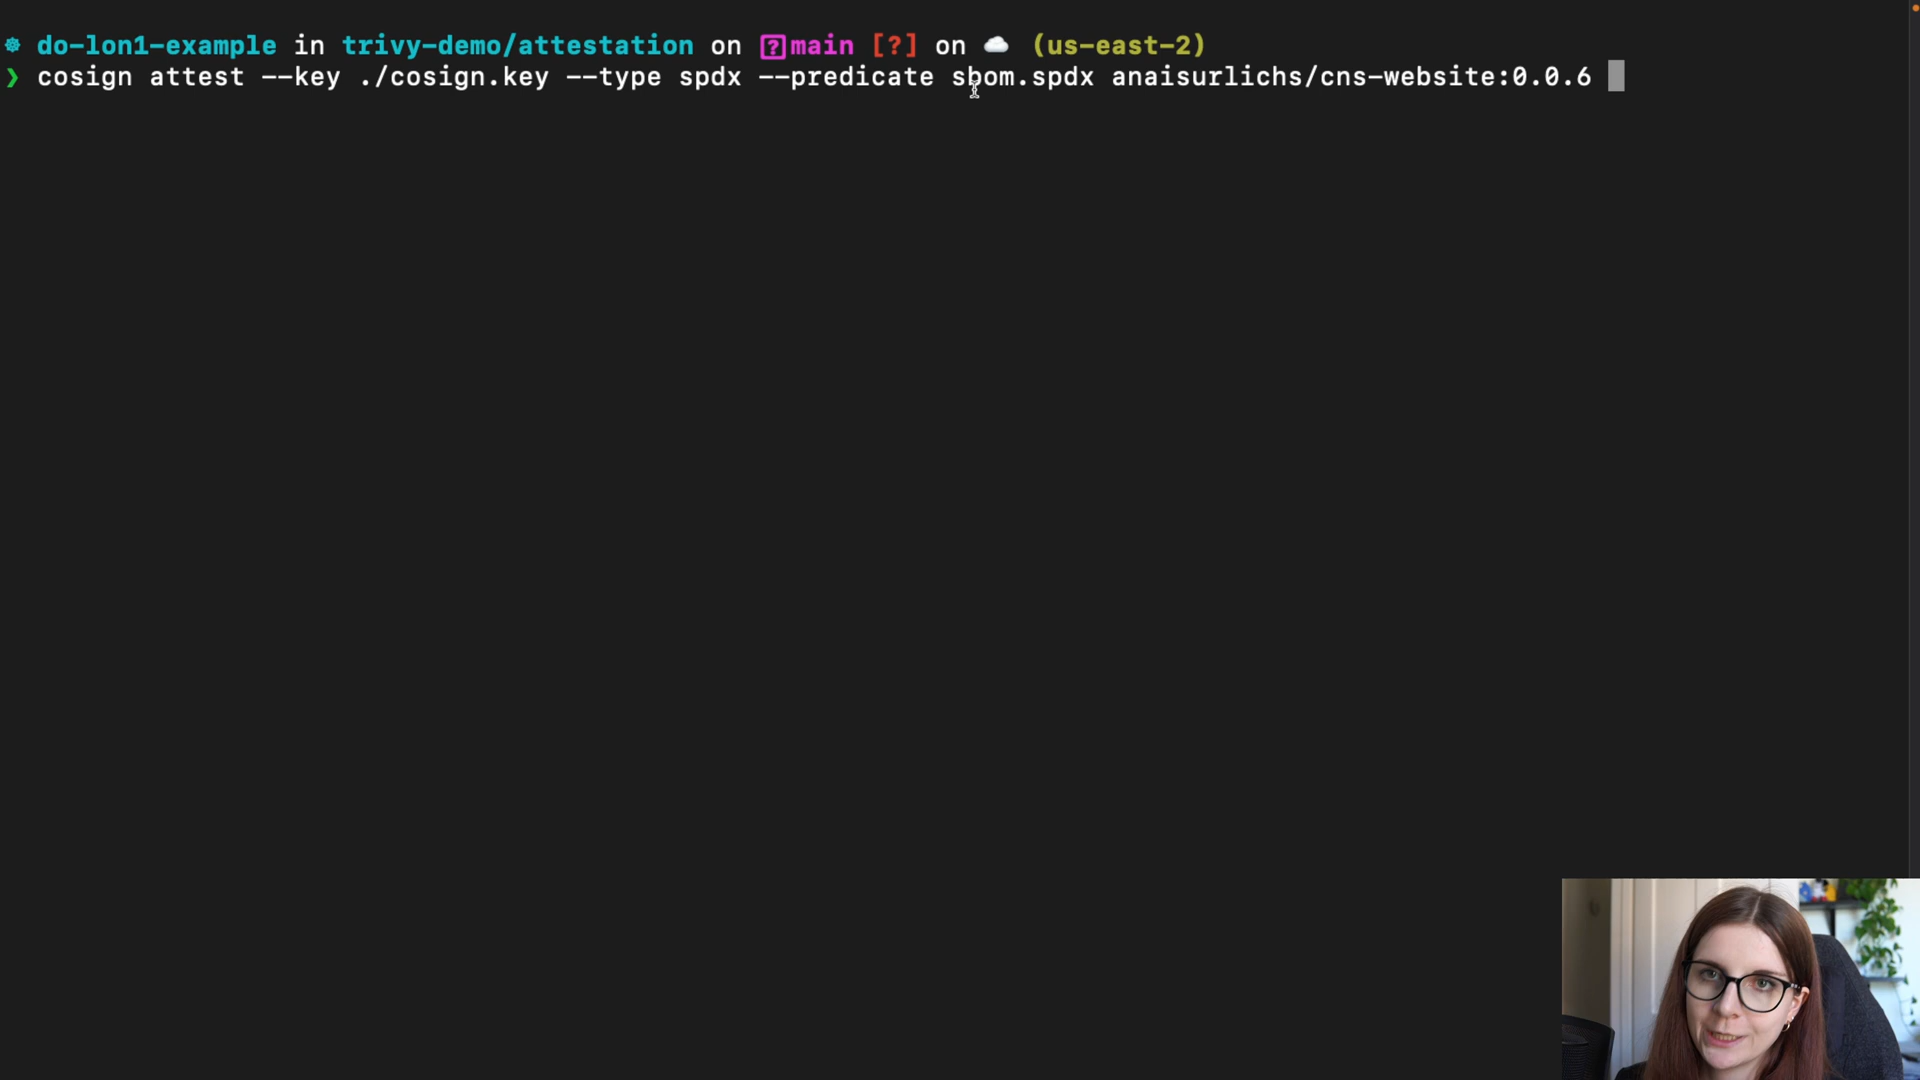 do-lon1-example in trivy-demo/attestation on main [?] on (us-east-2)
❯ cosign attest --key ./cosign.key --type spdx --predicate sbom.spdx anaisurlichs/cns-website:0.0.6